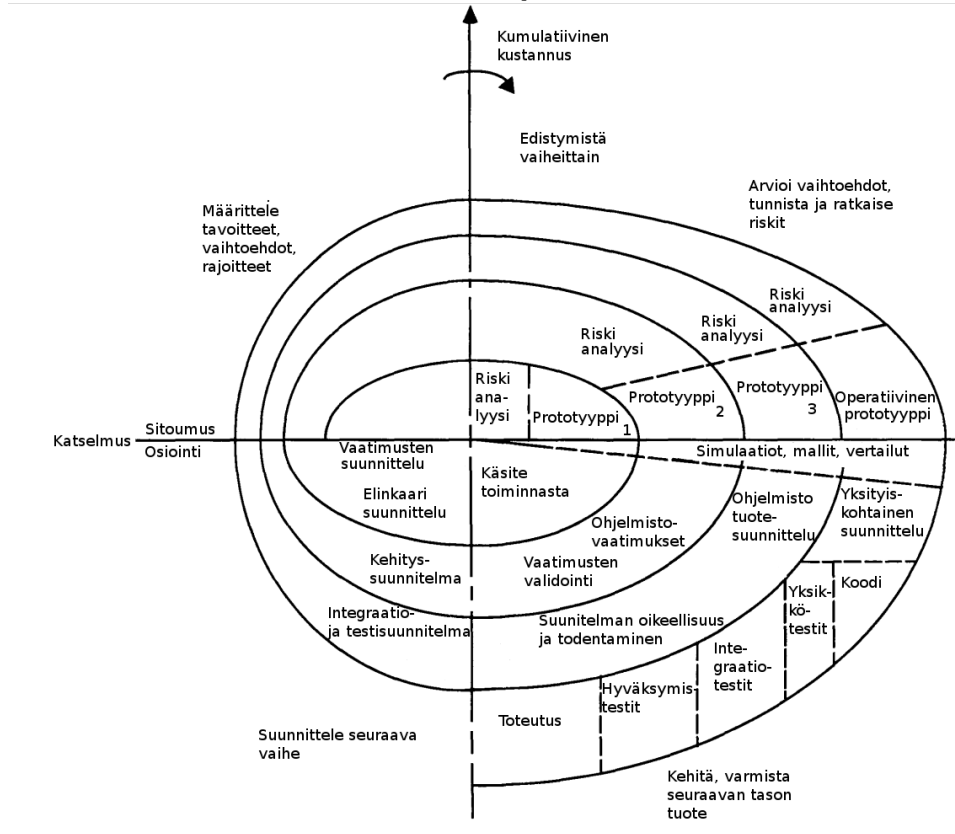 Kumulatiivinen
kustannus
Edistymistä
vaiheittain
Arvioi vaihtoehdot,
tunnista ja ratkaise
riskit
Määrittele
tavoitteet,
vaihtoehdot,
rajoitteet
Riski
analyysi
Riski
analyysi
Riski
analyysi
Riski
ana-
lyysi
Prototyyppi
1
Prototyyppi
2
Prototyyppi
3
Operatiivinen
prototyyppi
Katselmus
Sitoumus
Osiointi
Simulaatiot, mallit, vertailut
Vaatimusten
suunnittelu
Elinkaari
suunnittelu
Käsite
toiminnasta
Ohjelmisto-
vaatimukset
Ohjelmisto
tuote-
suunnittelu
Yksityis-
kohtainen
suunnittelu
Kehitys-
suunnitelma
Vaatimusten
validointi
Integraatio-
ja testisuunnitelma
Suunitelman oikeellisuus
ja todentaminen
Koodi
Yksik-
kö-
testit
Inte-
graatio-
testit
Hyväksymis-
testit
Toteutus
Suunnittele seuraava
vaihe
Kehitä, varmista
seuraavan tason
tuote